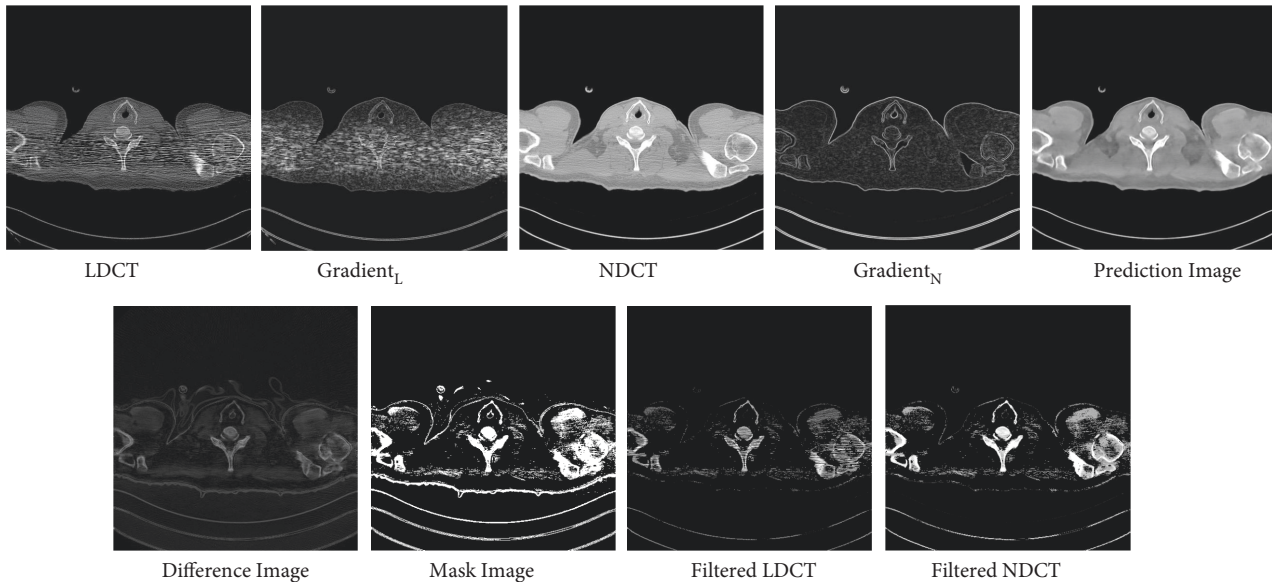 LDCT
Gradient_L
NDCT
Gradient_N
Prediction Image
Difference Image
Mask Image
Filtered LDCT
Filtered NDCT